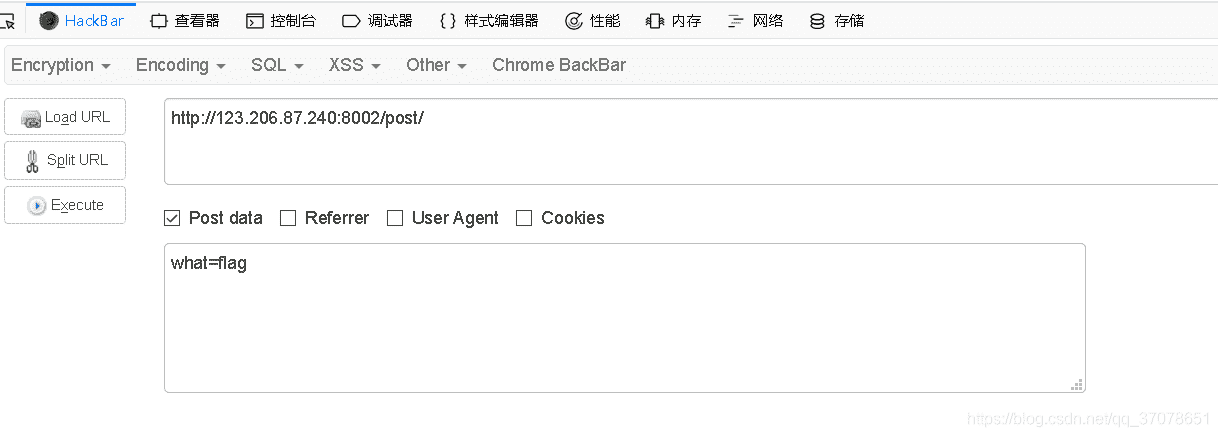 HackBar 查看器 控制台 调试器 样式编辑器 性能 内存 网络 存储
Encryption Encoding SQL XSS Other Chrome BackBar
Load URL
http://123.206.87.240:8002/post/
Split URL
Execute
Post data Referrer User Agent Cookies
what=flag
https://blog.csdn.net/qq_37078651